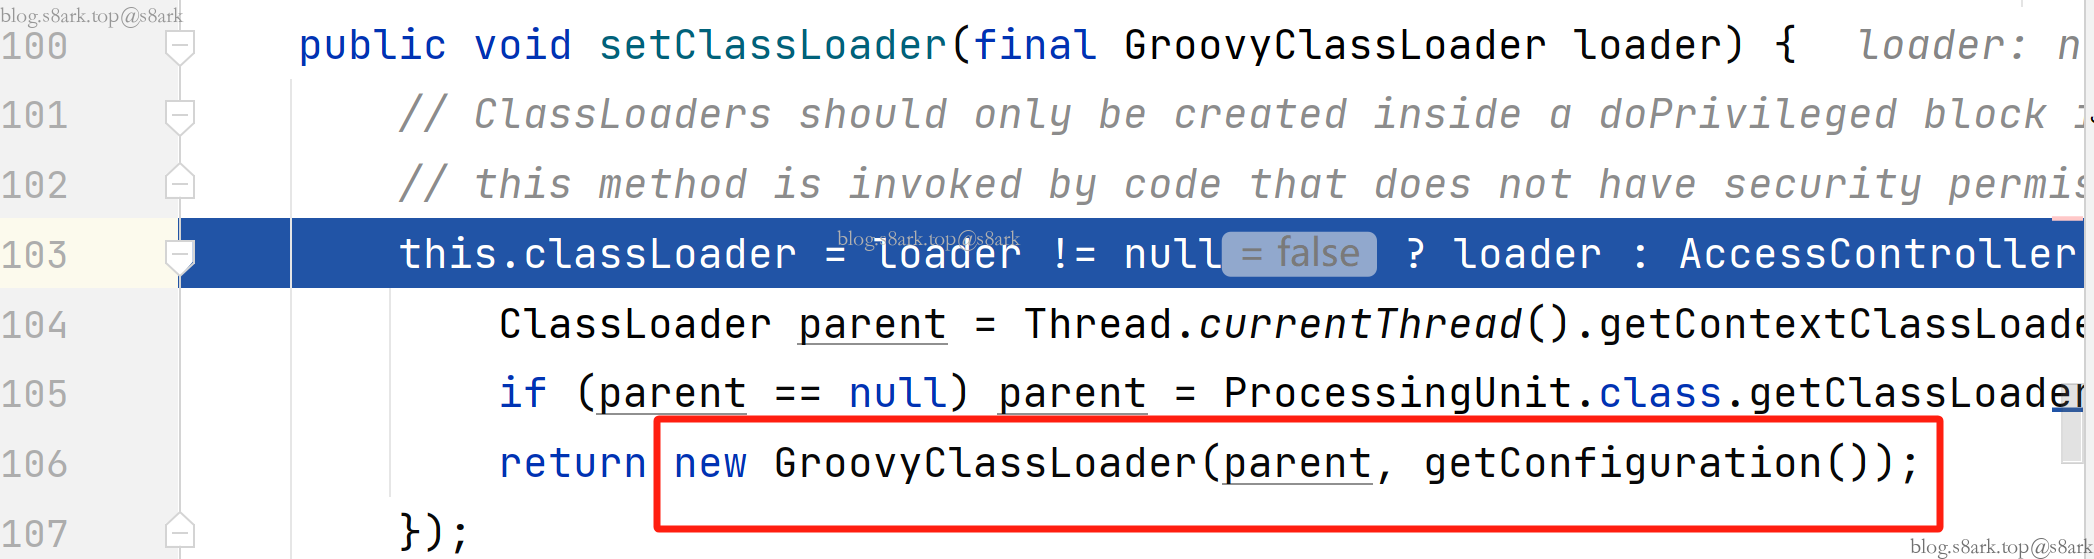 blog.s8ark.top@s8ark
100 public void setClassLoader(final GroovyClassLoader loader) { loader: n
101 // ClassLoaders should only be created inside a doPrivileged block i
102 // this method is invoked by code that does not have security permis
103 this.classLoader = loader != null = false ? loader : AccessController
blog.s8ark.top@s8ark
104 ClassLoader parent = Thread.currentThread().getContextClassLoade
105 if (parent == null) parent = ProcessingUnit.class.getClassLoader
106 return new GroovyClassLoader(parent, getConfiguration());
107 });
blog.s8ark.top@s8ark